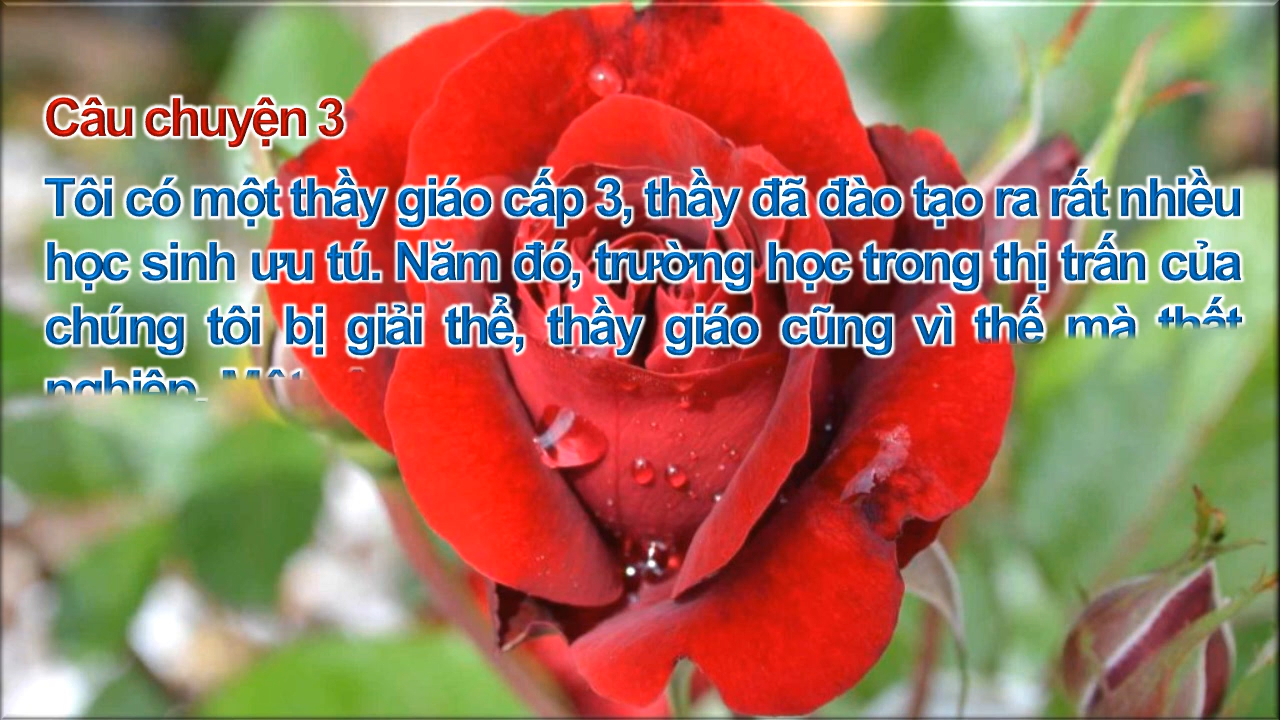 Câu chuyện 3
Tôi có một thầy giáo cấp 3, thầy đã đào tạo ra rất nhiều
học sinh ưu tú. Năm đó, trường học trong thị trấn của
chúng tôi bị giải thể, thầy giáo cũng vì thế mà thất
nghiệp. Một